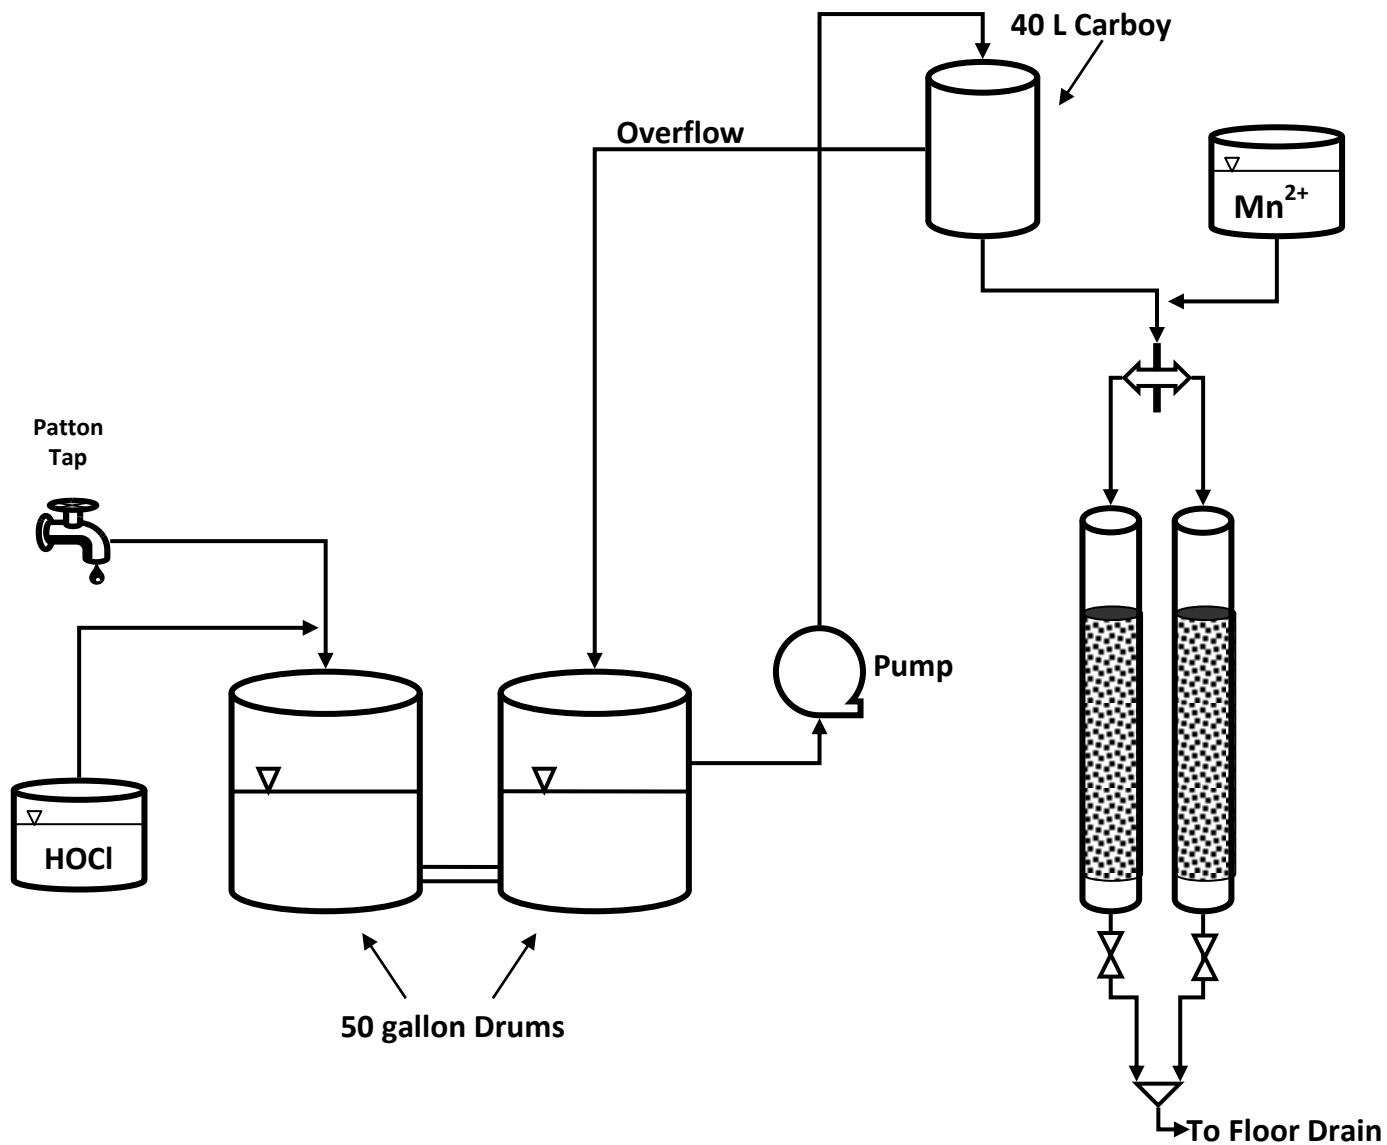 40 L Carboy
Overflow
Mn²⁺
Patton
Tap
Pump
HOCl
50 gallon Drums
To Floor Drain